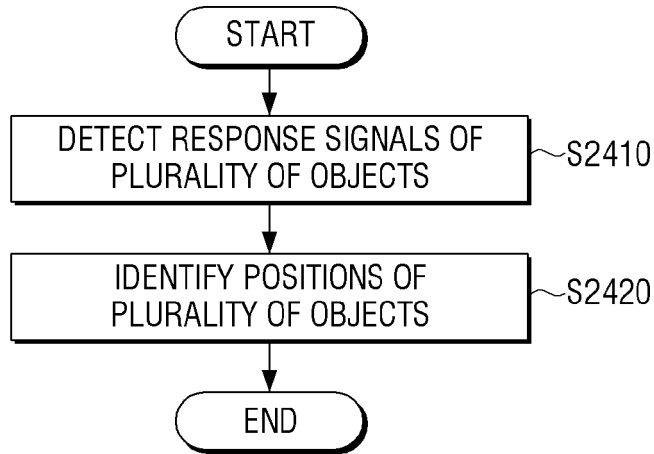 START
DETECT RESPONSE SIGNALS OF
PLURALITY OF OBJECTS
S2410
IDENTIFY POSITIONS OF
PLURALITY OF OBJECTS
S2420
END